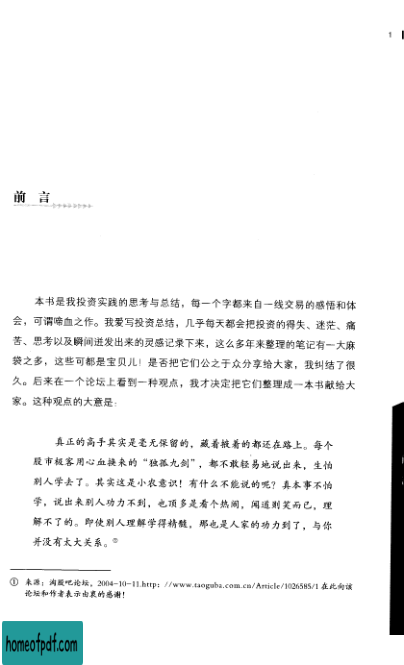 1
前 言
本书是我投资实践的思考与总结，每一个字都来自一线交易的感悟和体
会，可谓啼血之作。我爱写投资总结，几乎每天都会把投资的得失、迷茫、痛
苦、思考以及瞬间迸发出来的灵感记录下来，这么多年来整理的笔记有一大麻
袋之多，这些可都是宝贝儿！是否把它们公之于众分享给大家，我纠结了很
久。后来在一个论坛上看到一种观点，我才决定把它们整理成一本书献给大
家。这种观点的大意是：
真正的高手其实是毫无保留的，藏着掖着的都还在路上。每个
股市极客用心血换来的“独孤九剑”，都不敢轻易地说出来，生怕
别人学去了。其实这是小农意识！有什么不能说的呢？真本事不怕
学，说出来别人功力不到，也顶多是看个热闹，闻道则笑而已，理
解不了的。即使别人理解学得精髓，那也是人家的功力到了，与你
并没有太大关系。①
① 来源：淘股吧论坛，2004-10-11.http：//www.taoguba.com.cn/Article/1026585/1 在此向该
论坛和作者表示由衷的感谢！
homeofpdf.com